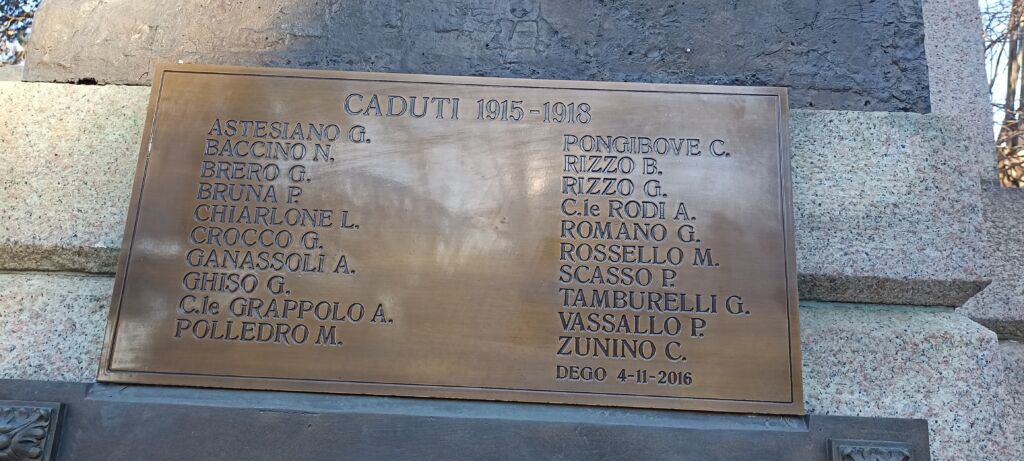 CADUTI 1915-1918
ASTESIANO G.
BACCINO N.
BRERO G.
BRUNA P.
CHIARLONE L.
CROCCO G.
GANASSOLI A.
GHISO G.
C.le GRAPPOLO A.
POLLEDRO M.
PONGIBOVE C.
RIZZO B.
RIZZO G.
C.le RODI A.
ROMANO G.
ROSSELLO M.
SCASSO P.
TAMBURELLI G.
VASSALLO P.
ZUNINO C.
DEGO 4-11-2016